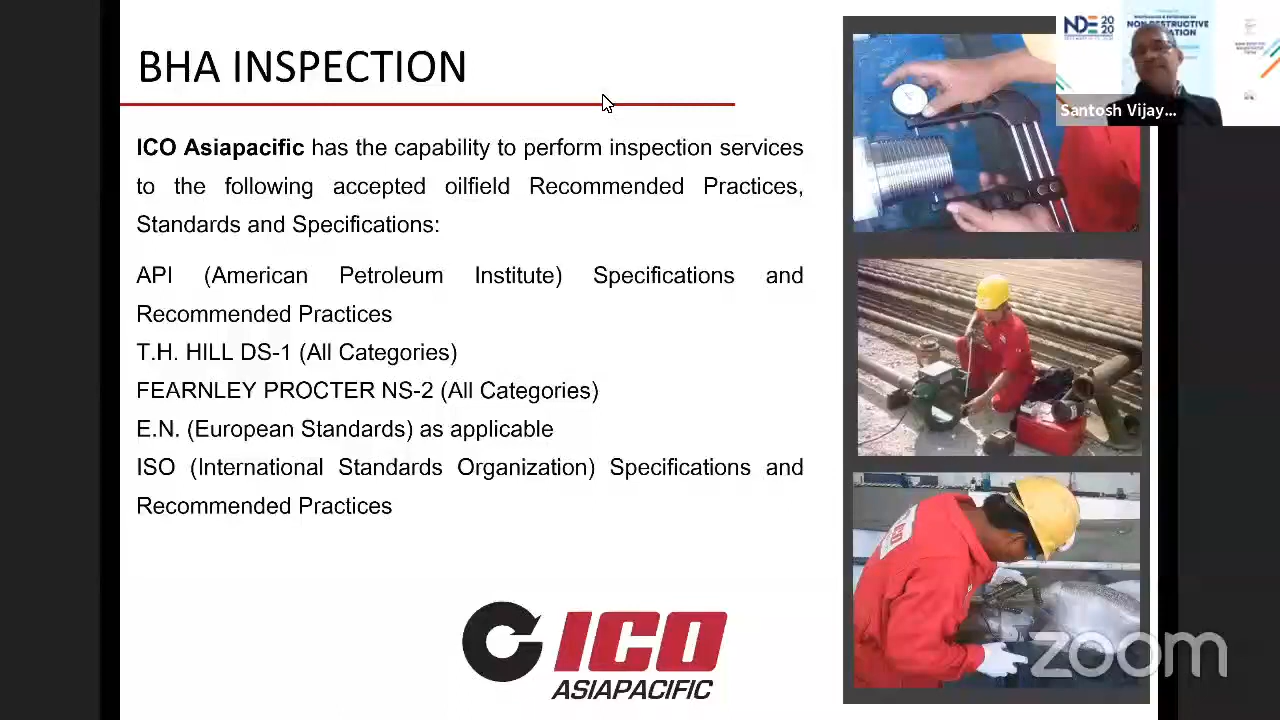 BHA INSPECTION
ICO Asiapacific has the capability to perform inspection services
to the following accepted oilfield Recommended Practices,
Standards and Specifications:
API (American Petroleum Institute) Specifications and
Recommended Practices
T.H. HILL DS-1 (All Categories)
FEARNLEY PROCTER NS-2 (All Categories)
E.N. (European Standards) as applicable
ISO (International Standards Organization) Specifications and
Recommended Practices
ICO
ASIAPACIFIC
NDE 2020
NON DESTRUCTIVE
Santosh Vijay...
ICO
zoom